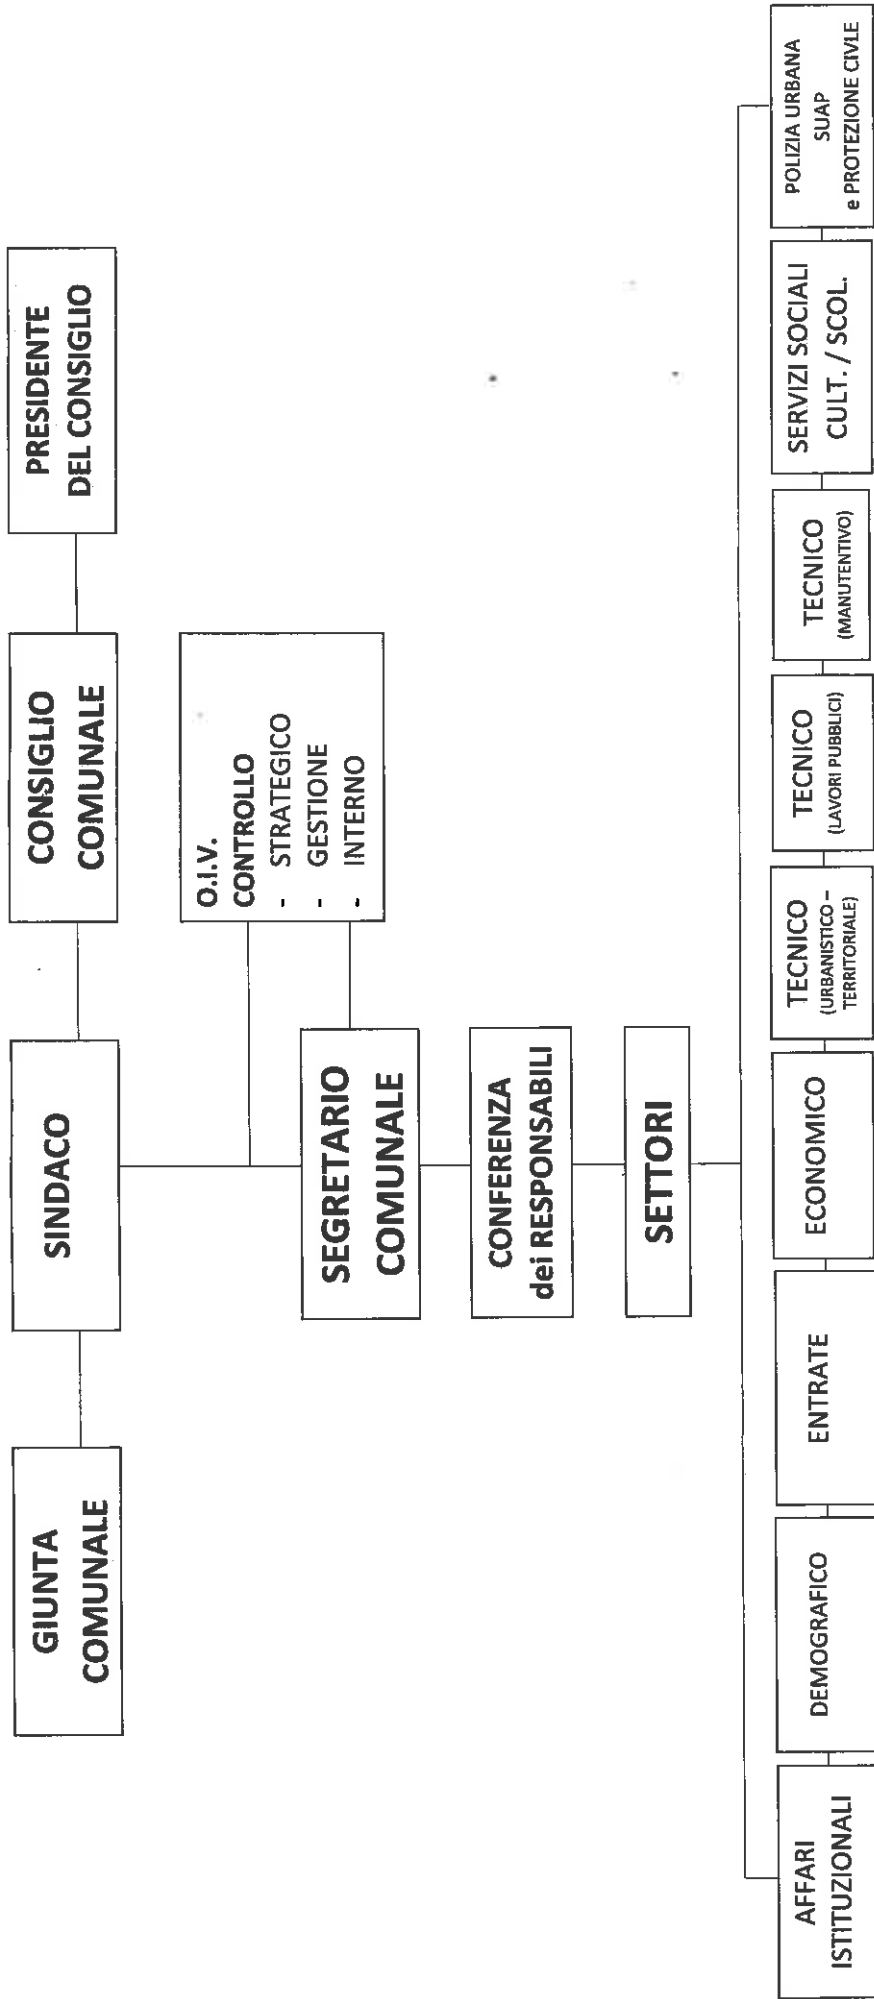 GIUNTA
COMUNALE
SINDACO
CONSIGLIO
COMUNALE
PRESIDENTE
DEL CONSIGLIO
O.I.V.
CONTROLLO
- STRATEGICO
- GESTIONE
- INTERNO
SEGRETARIO
COMUNALE
CONFERENZA
dei RESPONSABILI
SETTORI
AFFARI
ISTITUZIONALI
DEMOGRAFICO
ENTRATE
ECONOMICO
TECNICO
(URBANISTICO –
TERRITORIALE)
TECNICO
(LAVORI PUBBLICI)
TECNICO
(MANUTENTIVO)
SERVIZI SOCIALI
CULT. / SCOL.
POLIZIA URBANA
SUAP
e PROTEZIONE CIVLE